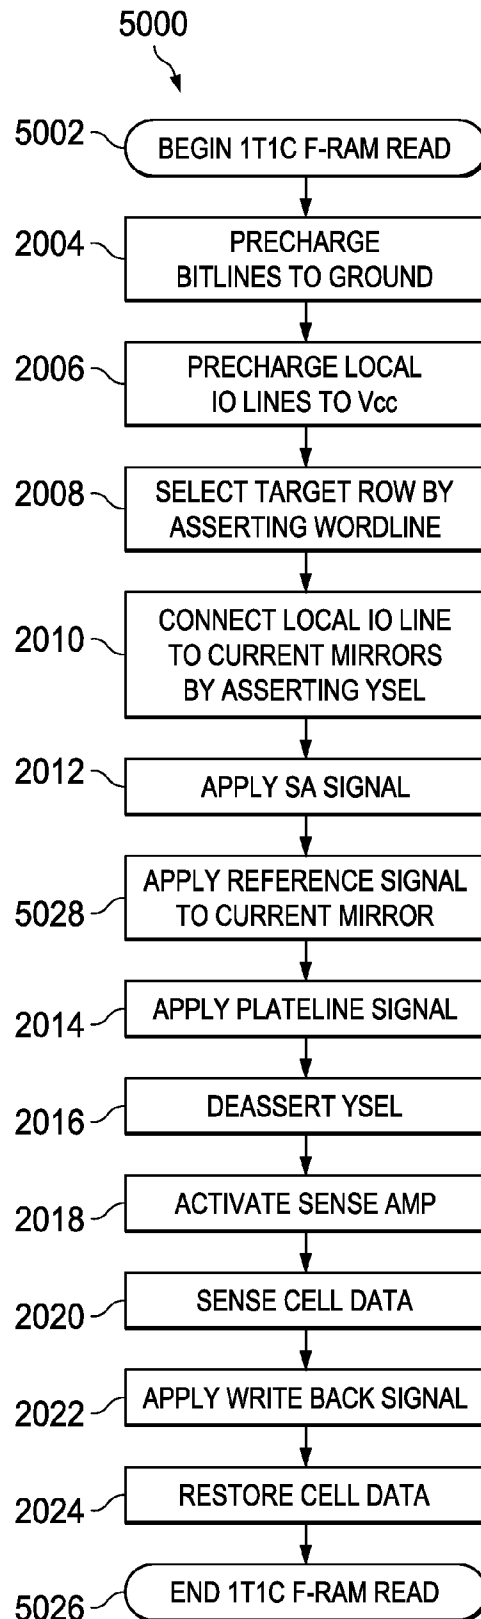 5000
5002
BEGIN 1T1C F-RAM READ
2004
PRECHARGE
BITLINES TO GROUND
2006
PRECHARGE LOCAL
IO LINES TO Vcc
2008
SELECT TARGET ROW BY
ASSERTING WORDLINE
2010
CONNECT LOCAL IO LINE
TO CURRENT MIRRORS
BY ASSERTING YSEL
2012
APPLY SA SIGNAL
5028
APPLY REFERENCE SIGNAL
TO CURRENT MIRROR
2014
APPLY PLATELINE SIGNAL
2016
DEASSERT YSEL
2018
ACTIVATE SENSE AMP
2020
SENSE CELL DATA
2022
APPLY WRITE BACK SIGNAL
2024
RESTORE CELL DATA
5026
END 1T1C F-RAM READ